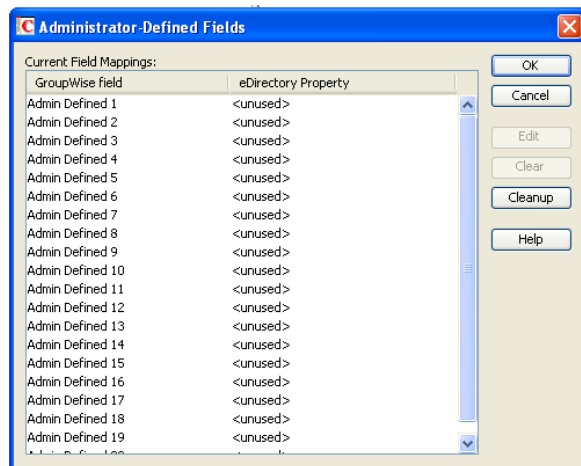 Administrator-Defined Fields
Current Field Mappings:
GroupWise field eDirectory Property
Admin Defined 1 <unused>
Admin Defined 2 <unused>
Admin Defined 3 <unused>
Admin Defined 4 <unused>
Admin Defined 5 <unused>
Admin Defined 6 <unused>
Admin Defined 7 <unused>
Admin Defined 8 <unused>
Admin Defined 9 <unused>
Admin Defined 10 <unused>
Admin Defined 11 <unused>
Admin Defined 12 <unused>
Admin Defined 13 <unused>
Admin Defined 14 <unused>
Admin Defined 15 <unused>
Admin Defined 16 <unused>
Admin Defined 17 <unused>
Admin Defined 18 <unused>
Admin Defined 19 <unused>
OK
Cancel
Edit
Clear
Cleanup
Help